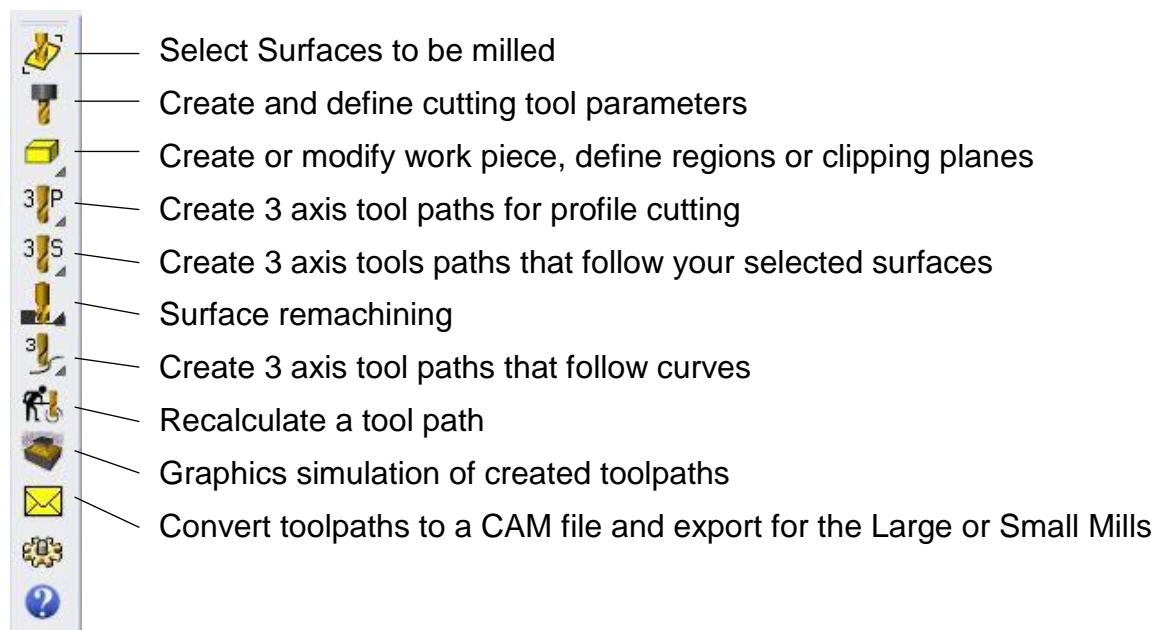 Select Surfaces to be milled
Create and define cutting tool parameters
Create or modify work piece, define regions or clipping planes
3 P Create 3 axis tool paths for profile cutting
3 S Create 3 axis tools paths that follow your selected surfaces
Surface remachining
3 Create 3 axis tool paths that follow curves
Recalculate a tool path
Graphics simulation of created toolpaths
Convert toolpaths to a CAM file and export for the Large or Small Mills
?